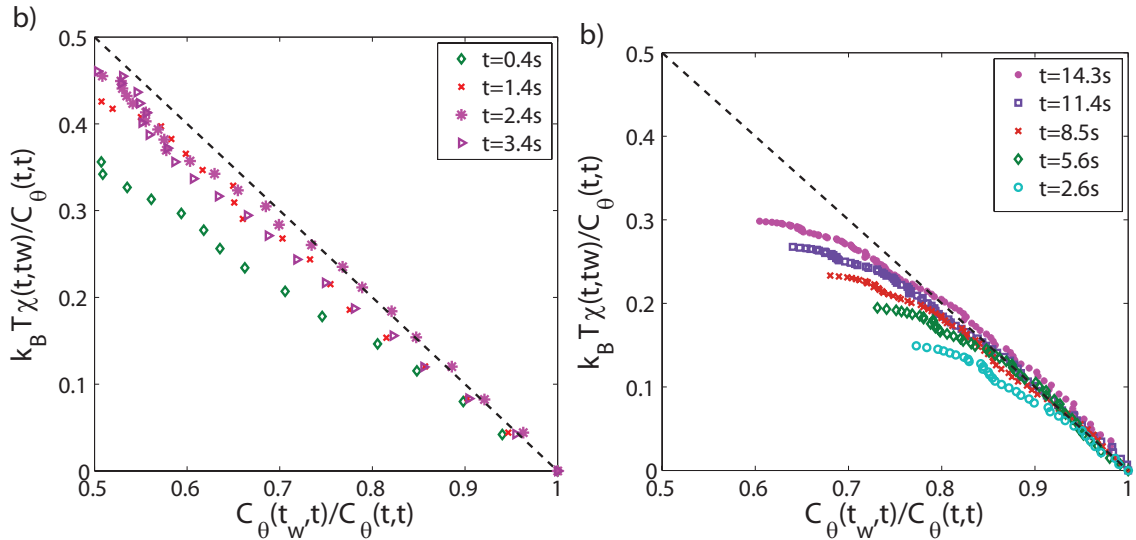 b)
k_B Tχ(t,tw)/C_θ(t,t)
0.5
0.4
0.3
0.2
0.1
0
0.5
0.6
0.7
0.8
0.9
1
C_θ(t_w,t)/C_θ(t,t)
t=0.4s
t=1.4s
t=2.4s
t=3.4s
b)
k_B Tχ(t,tw)/C_θ(t,t)
0.5
0.4
0.3
0.2
0.1
0
0.5
0.6
0.7
0.8
0.9
1
C_θ(t_w,t)/C_θ(t,t)
t=14.3s
t=11.4s
t=8.5s
t=5.6s
t=2.6s